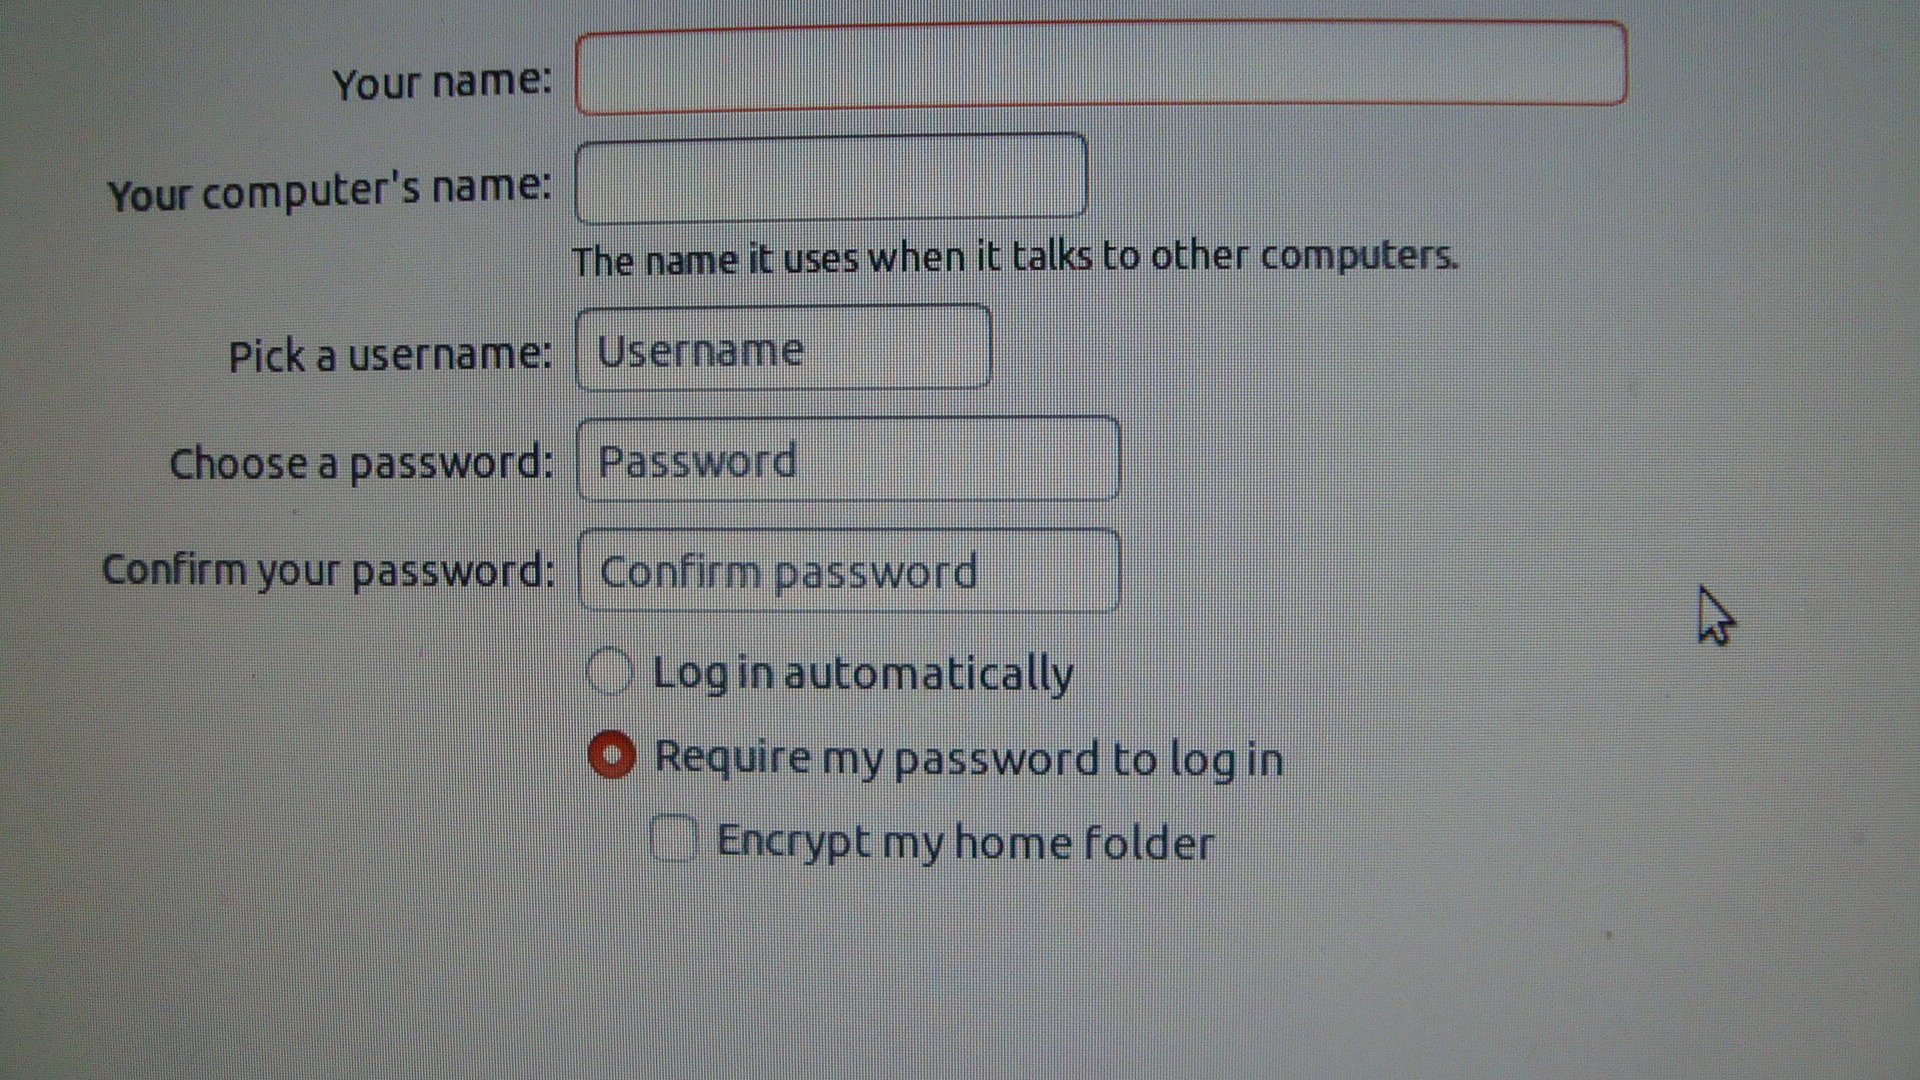 Your name:
Your computer's name:
The name it uses when it talks to other computers.
Pick a username: Username
Choose a password: Password
Confirm your password: Confirm password
Log in automatically
Require my password to log in
Encrypt my home folder